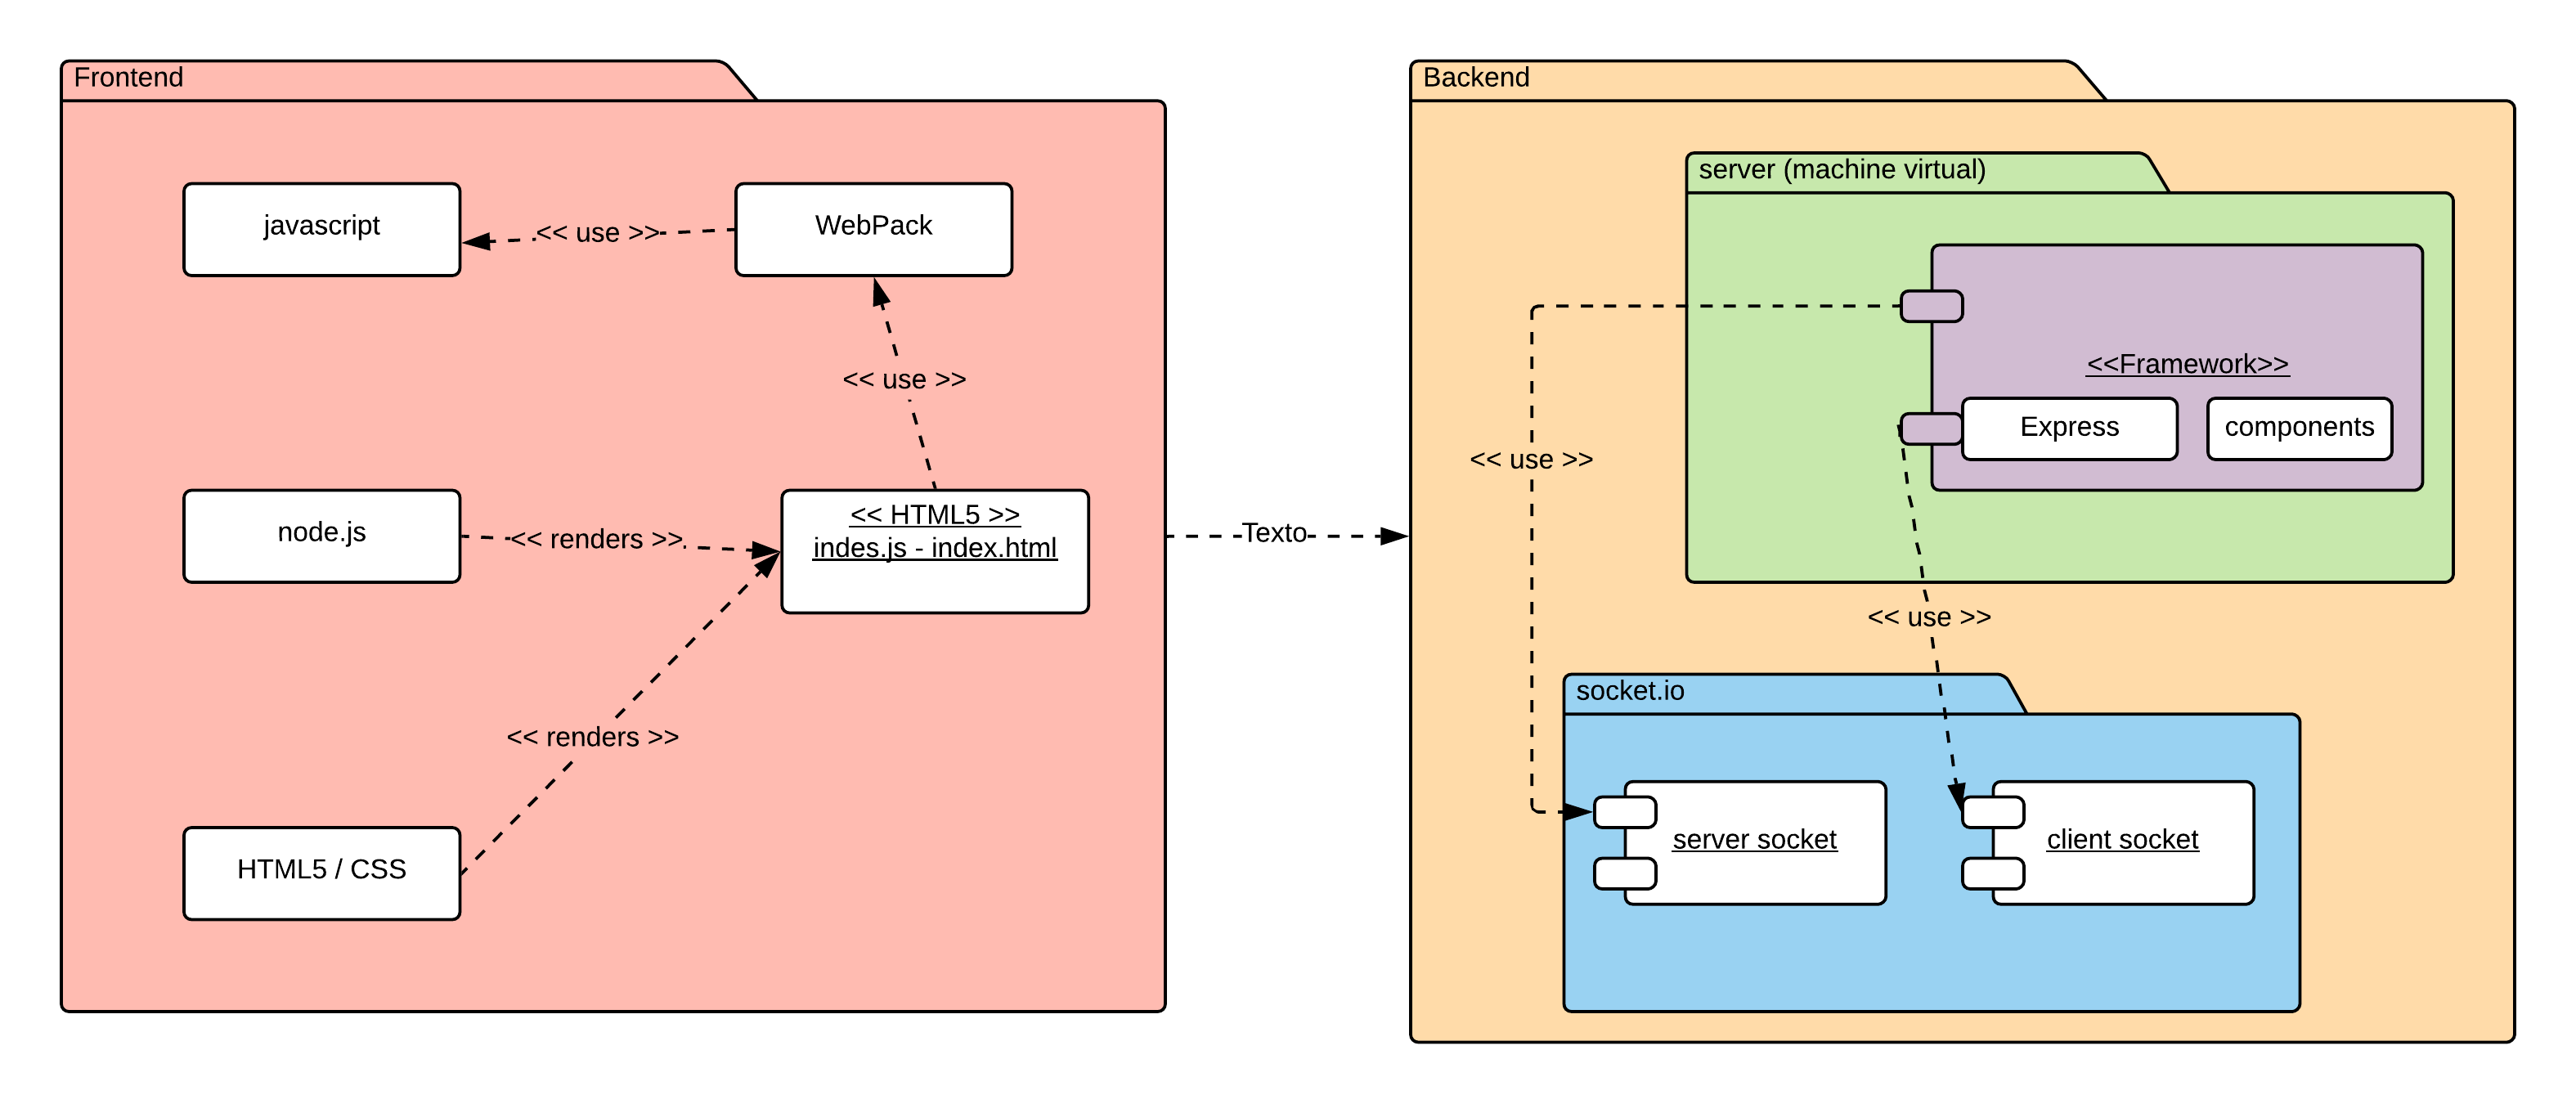 Frontend
javascript
<< use >>
WebPack
<< use >>
node.js
<< renders >>
<< HTML5 >>
indes.js - index.html
<< renders >>
HTML5 / CSS
Texto
Backend
server (machine virtual)
<<Framework>>
Express
components
<< use >>
<< use >>
socket.io
server socket
client socket